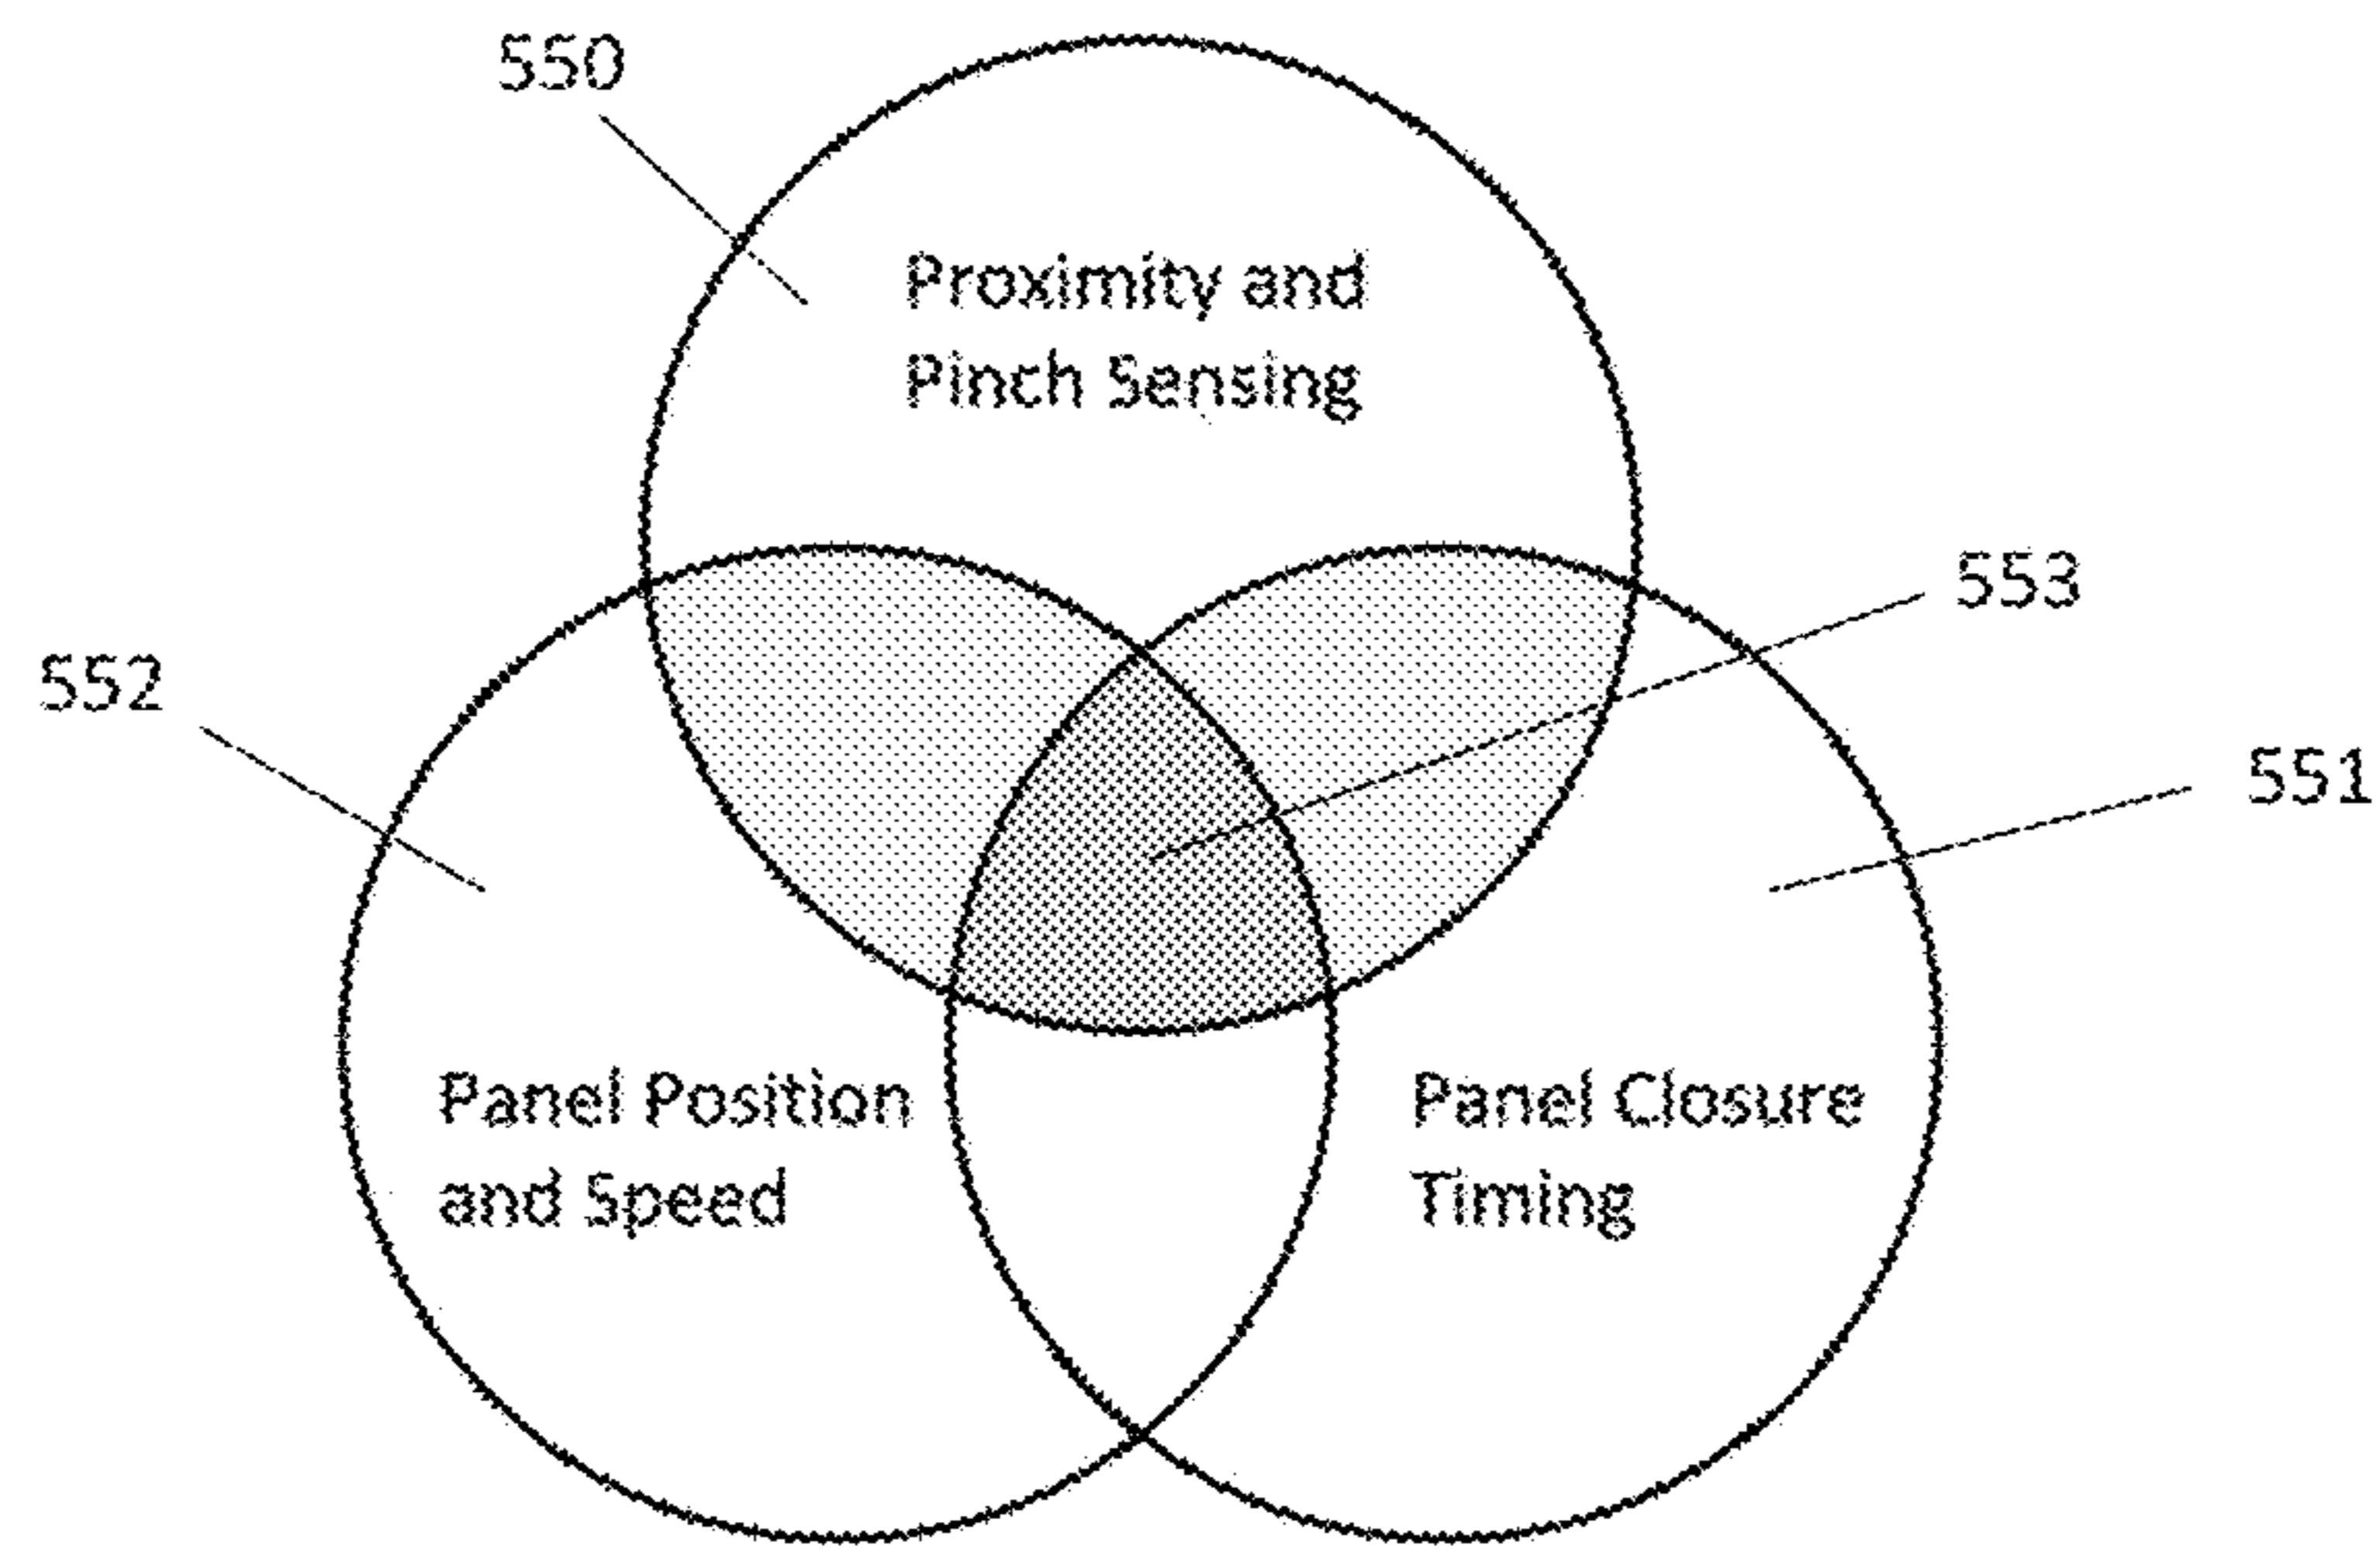 550
Proximity and
Pinch Sensing
553
552
551
Panel Position
and Speed
Panel Closure
Timing